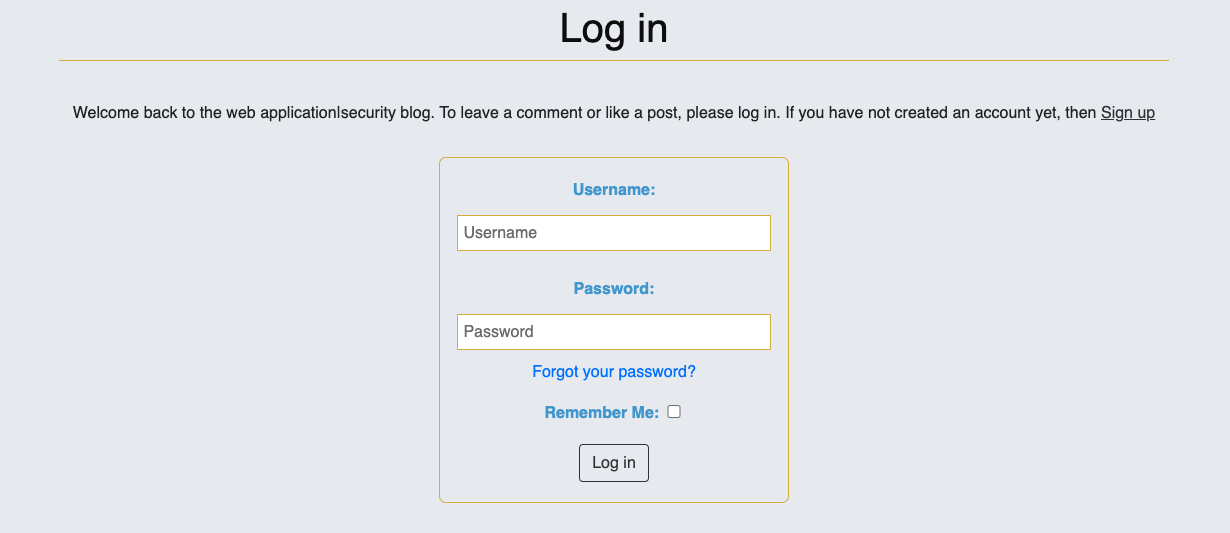 Log in
Welcome back to the web application|security blog. To leave a comment or like a post, please log in. If you have not created an account yet, then Sign up
Username:
Username
Password:
Password
Forgot your password?
Remember Me:
Log in